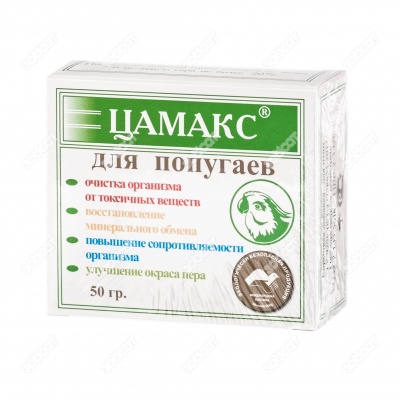 ЦАМАКС®
для попугаев
очистка организма
от токсичных веществ
восстановление
минерального обмена
повышение сопротивляемости
организма
улучшение окраса пера
50 гр.